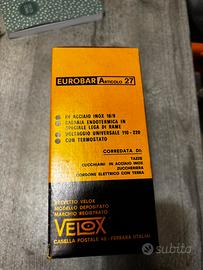 EUROBAR ARTICOLO 27
IN ACCIAIO INOX 18/8
CALDAIA ENDOTERMICA IN
SPECIALE LEGA DI RAME
VOLTAGGIO UNIVERSALE 110 - 220
CON TERMOSTATO
CORREDATA DI:
TAZZE
CUCCHIAINI IN ACCIAIO INOX
ZUCCHERIERA
CORDONE ELETTRICO CON TERRA
BREVETTO VELOX
MODELLO DEPOSITATO
MARCHIO REGISTRATO
VELOX
CASELLA POSTALE 48 - FERRARA (ITALIA)
subito